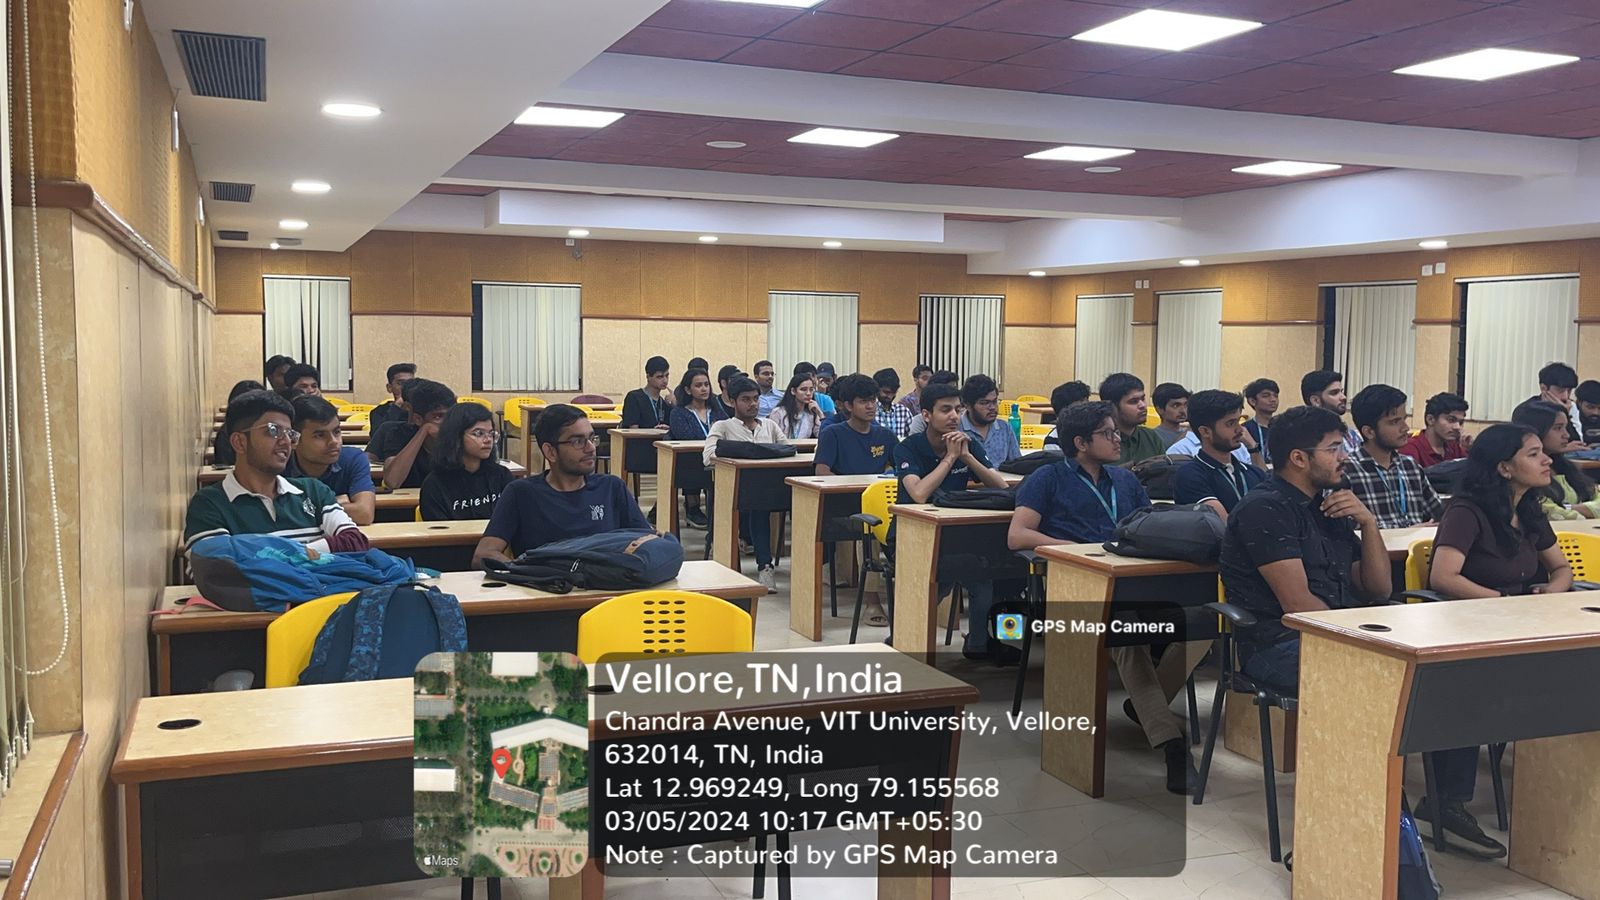 FRIENDS
GPS Map Camera
Vellore,TN,India
Chandra Avenue, VIT University, Vellore,
632014, TN, India
Lat 12.969249, Long 79.155568
03/05/2024 10:17 GMT+05:30
Note : Captured by GPS Map Camera
Maps